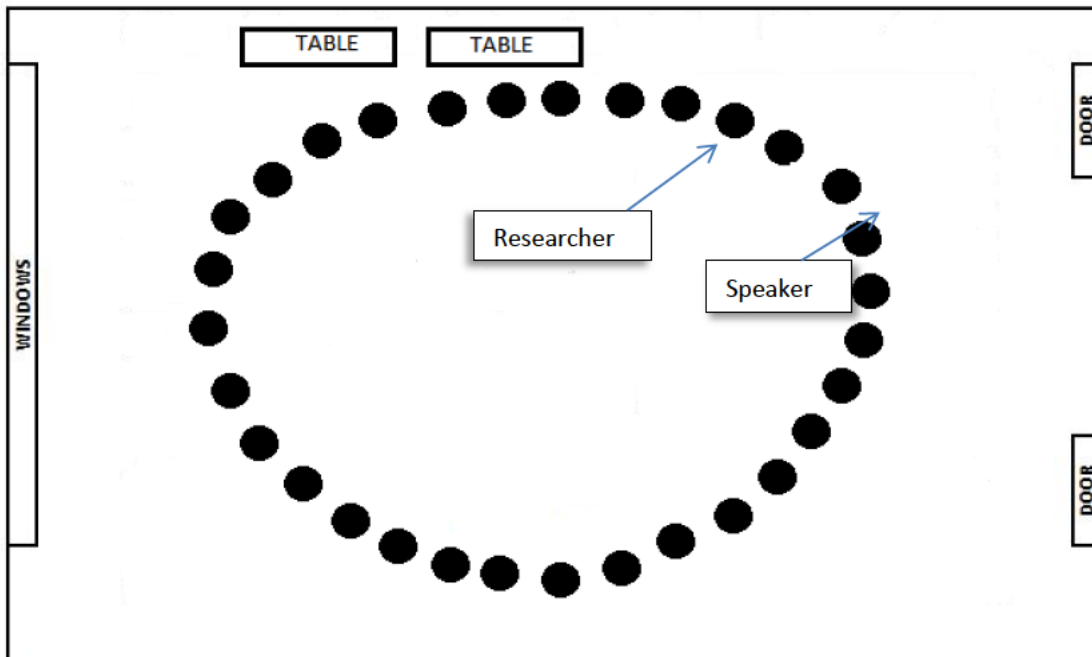 TABLE
TABLE
DOOR
Researcher
Speaker
WINDOWS
DOOR